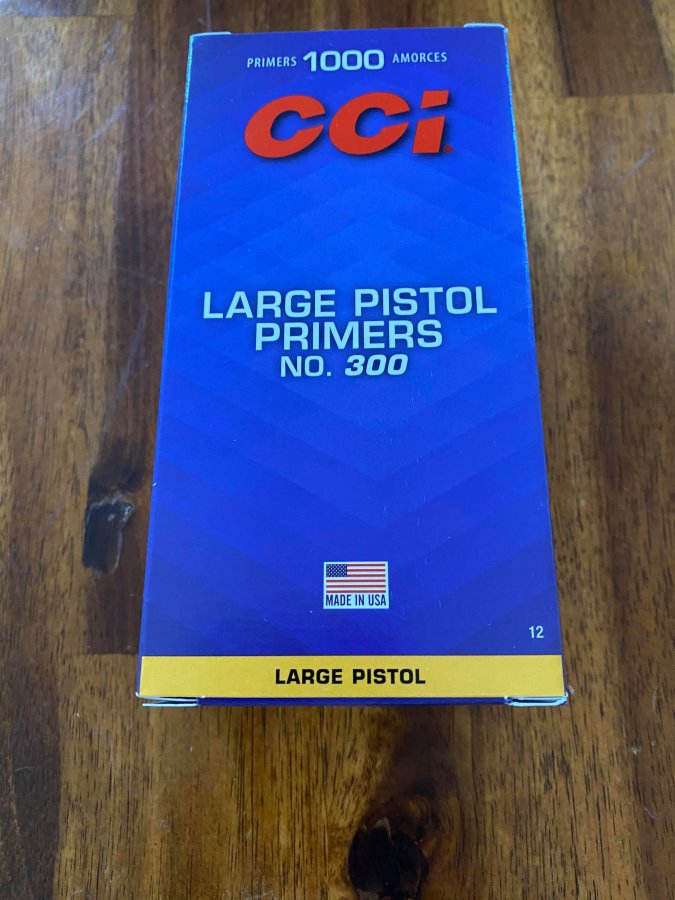 PRIMERS 1000 AMORCES
CCi®
LARGE PISTOL
PRIMERS
NO. 300
MADE IN USA
12
LARGE PISTOL